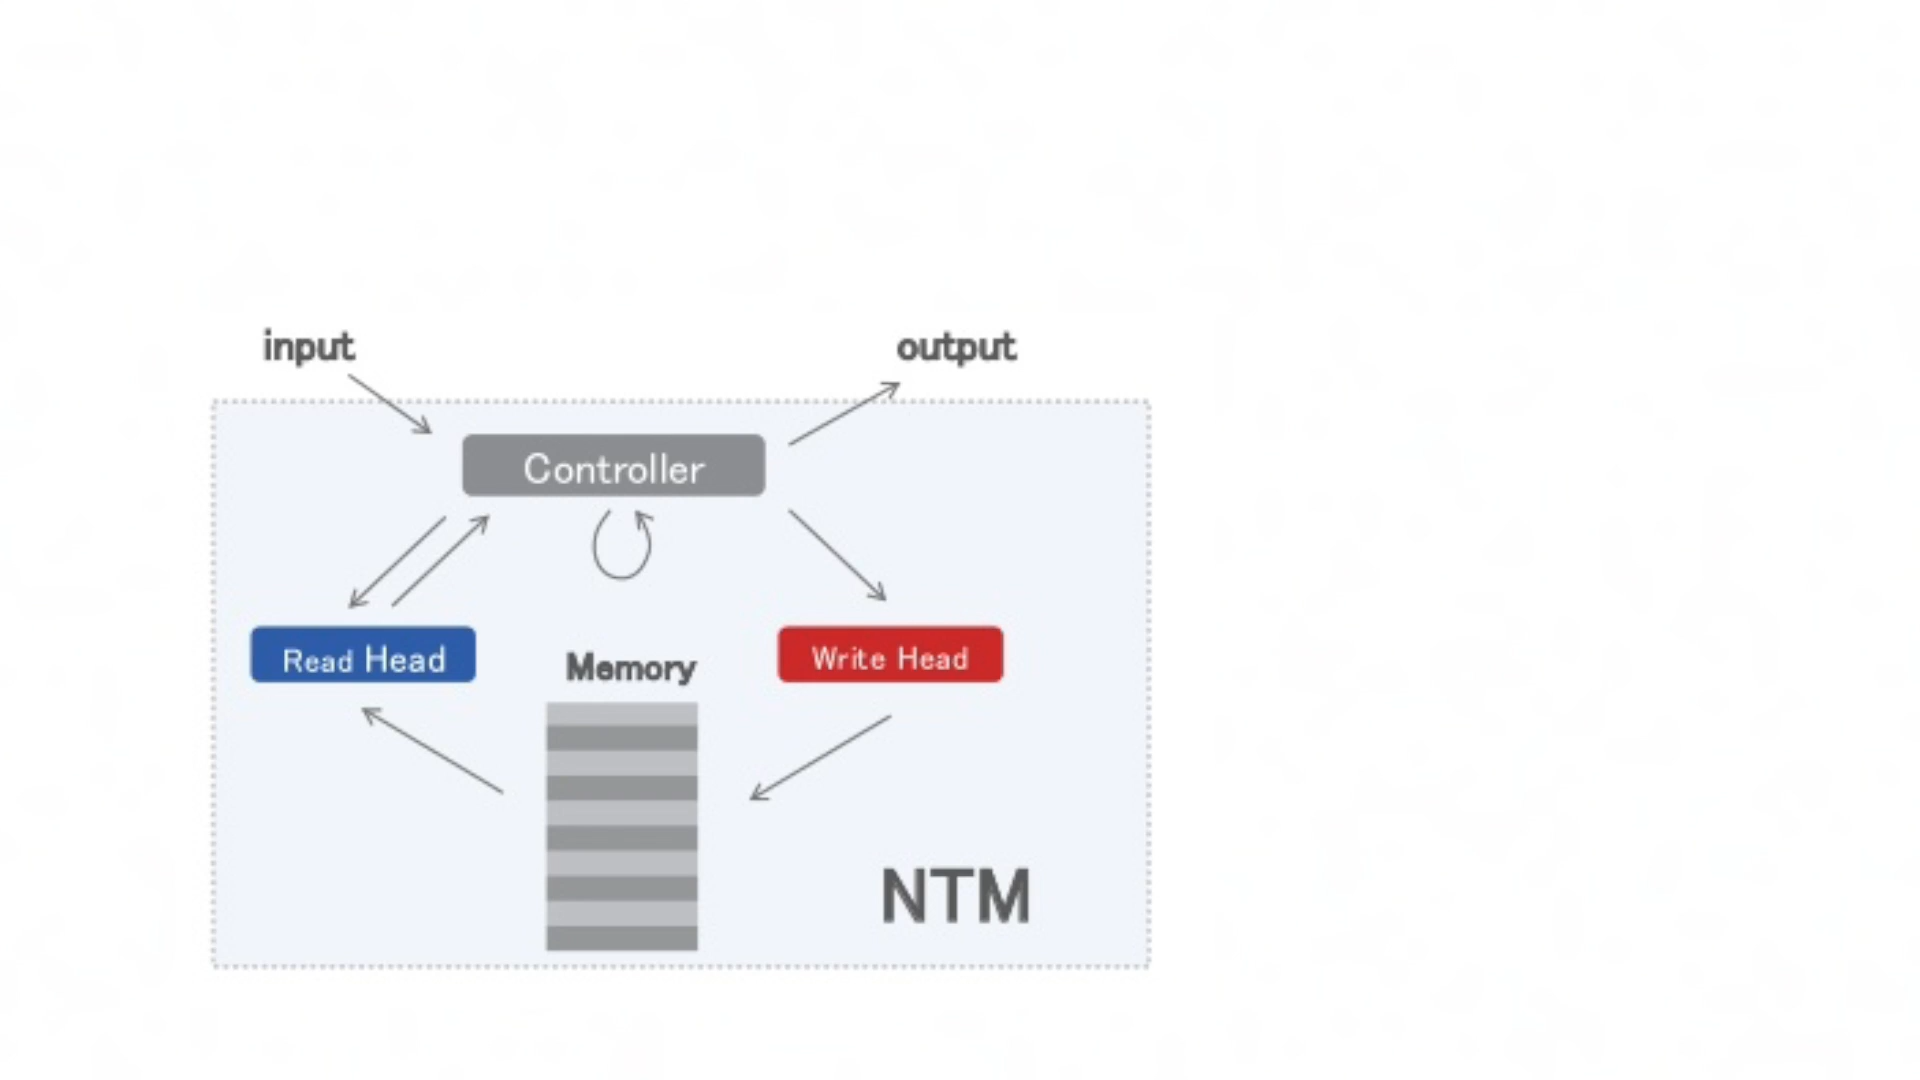 input
output
Controller
Read Head
Memory
Write Head
NTM